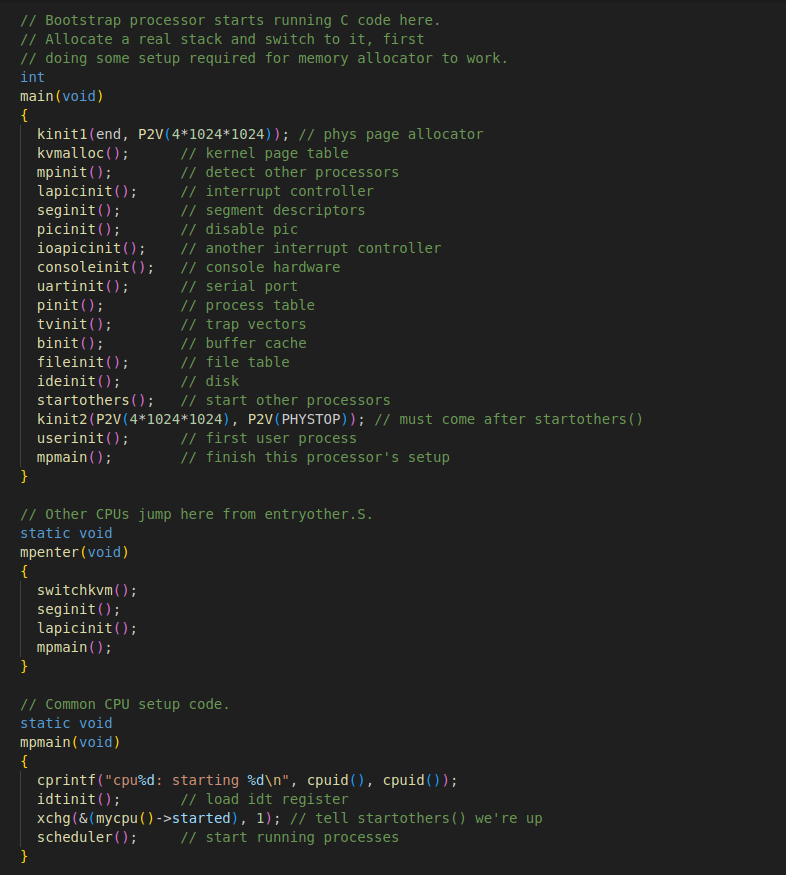 // Bootstrap processor starts running C code here.
// Allocate a real stack and switch to it, first
// doing some setup required for memory allocator to work.
int
main(void)
{
  kinit1(end, P2V(4*1024*1024)); // phys page allocator
  kvmalloc();      // kernel page table
  mpinit();        // detect other processors
  lapicinit();     // interrupt controller
  seginit();       // segment descriptors
  picinit();       // disable pic
  ioapicinit();    // another interrupt controller
  consoleinit();   // console hardware
  uartinit();      // serial port
  pinit();         // process table
  tvinit();        // trap vectors
  binit();         // buffer cache
  fileinit();      // file table
  ideinit();       // disk
  startothers();   // start other processors
  kinit2(P2V(4*1024*1024), P2V(PHYSTOP)); // must come after startothers()
  userinit();      // first user process
  mpmain();        // finish this processor's setup
}

// Other CPUs jump here from entryother.S.
static void
mpenter(void)
{
  switchkvm();
  seginit();
  lapicinit();
  mpmain();
}

// Common CPU setup code.
static void
mpmain(void)
{
  cprintf("cpu%d: starting %d\n", cpuid(), cpuid());
  idtinit();       // load idt register
  xchg(&(mycpu()->started), 1); // tell startothers() we're up
  scheduler();     // start running processes
}